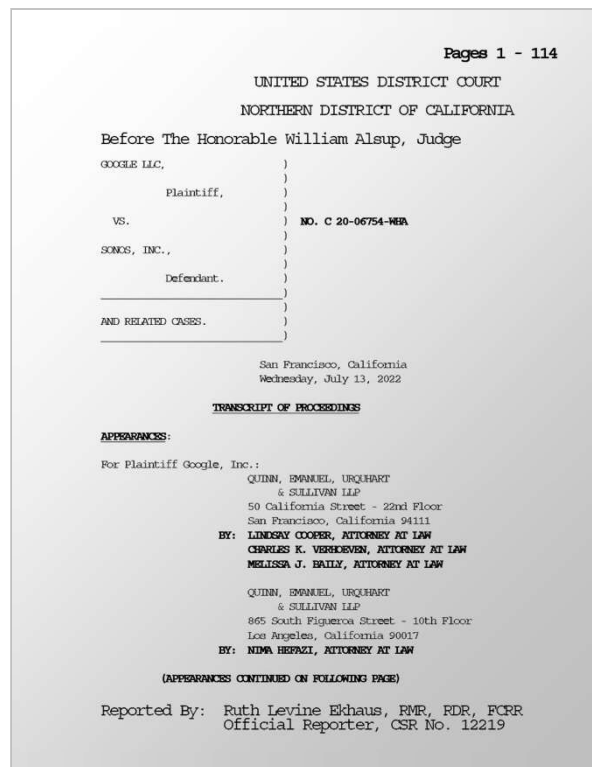 Pages 1 - 114
UNITED STATES DISTRICT COURT
NORTHERN DISTRICT OF CALIFORNIA
Before The Honorable William Alsup, Judge
GOOGLE LLC, )
)
Plaintiff, )
)
VS. ) NO. C 20-06754-WHA
)
SONOS, INC., )
)
Defendant. )
)
)
AND RELATED CASES. )
)
San Francisco, California
Wednesday, July 13, 2022
TRANSCRIPT OF PROCEEDINGS
APPEARANCES:
For Plaintiff Google, Inc.:
QUINN, EMANUEL, URQUHART
& SULLIVAN LLP
50 California Street - 22nd Floor
San Francisco, California 94111
BY: LINDSAY COOPER, ATTORNEY AT LAW
CHARLES K. VERHOEVEN, ATTORNEY AT LAW
MELISSA J. BAILY, ATTORNEY AT LAW
QUINN, EMANUEL, URQUHART
& SULLIVAN LLP
865 South Figueroa Street - 10th Floor
Los Angeles, California 90017
BY: NIMA HEFAZI, ATTORNEY AT LAW
(APPEARANCES CONTINUED ON FOLLOWING PAGE)
Reported By: Ruth Levine Ekhaus, RMR, RDR, FCRR
Official Reporter, CSR No. 12219